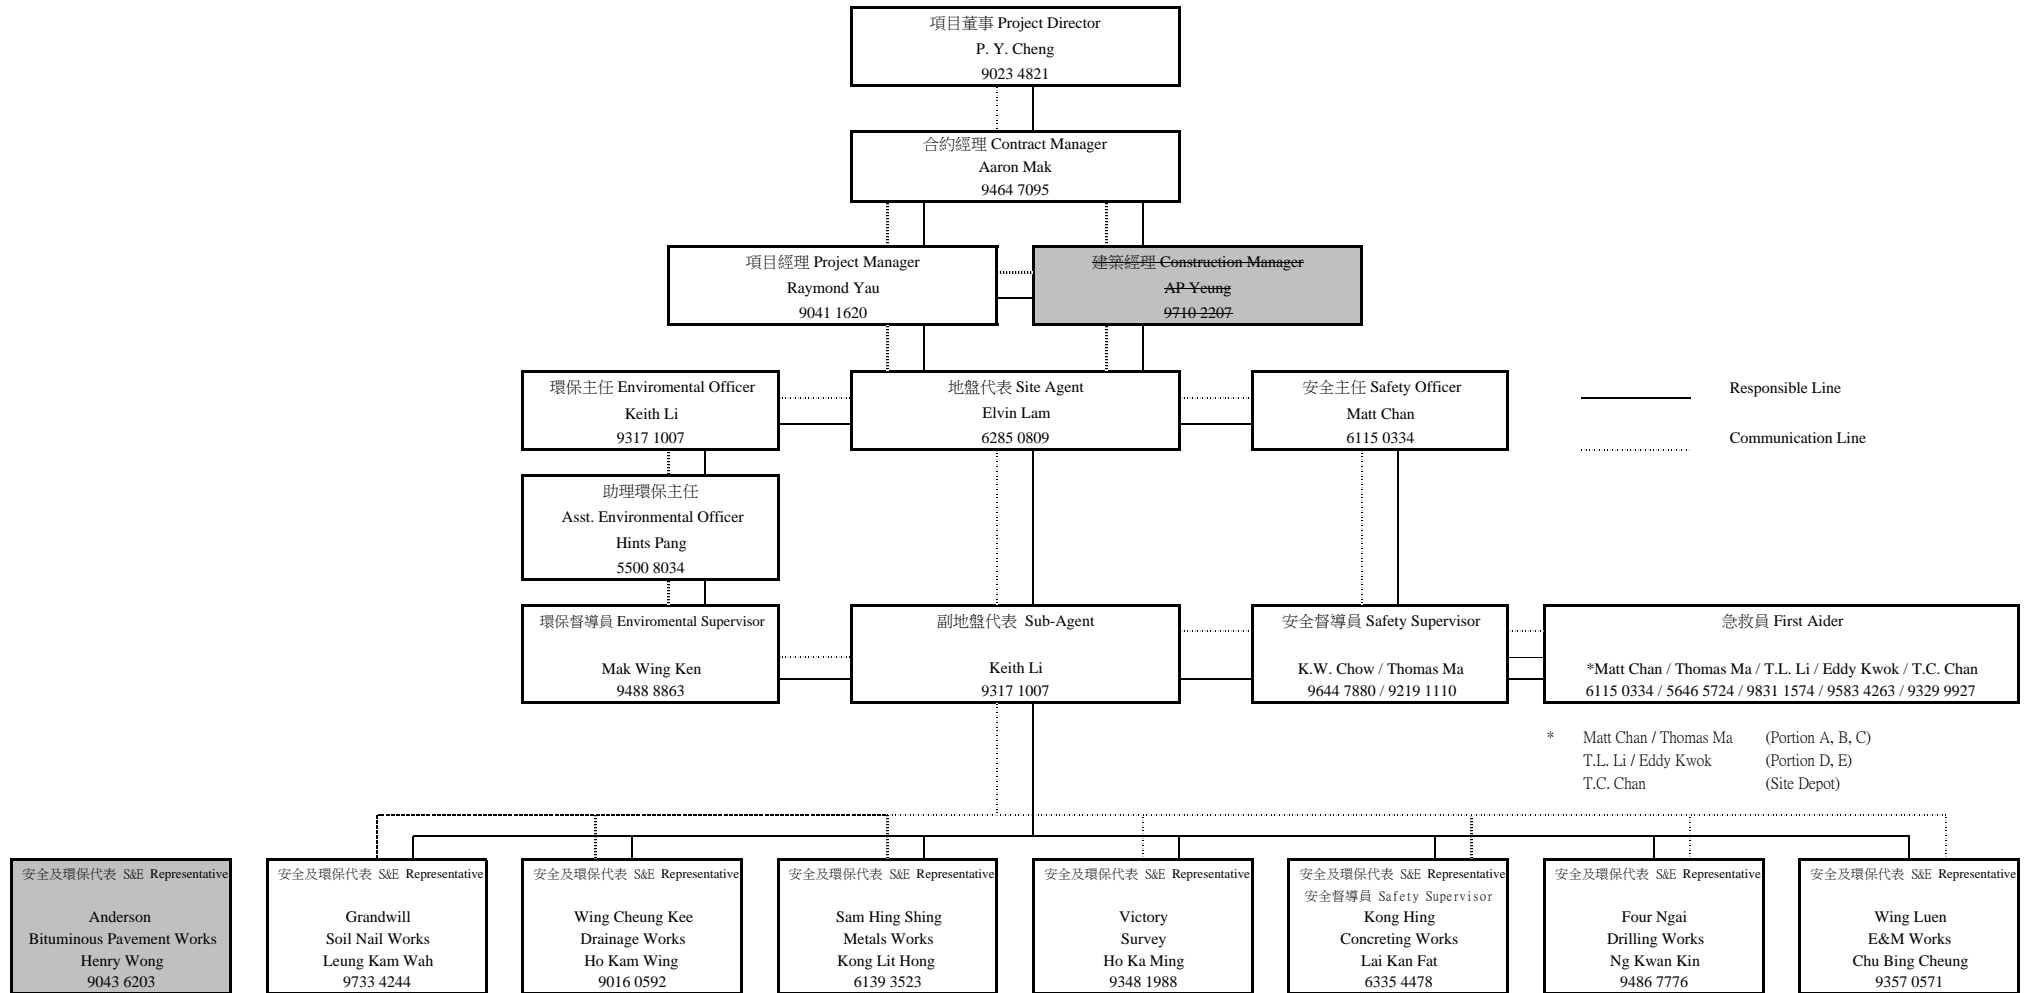 項目董事 Project Director
P. Y. Cheng
9023 4821
合約經理 Contract Manager
Aaron Mak
9464 7095
項目經理 Project Manager
Raymond Yau
9041 1620
建築經理 Construction Manager
AP Yeung
9710 2207
環保主任 Enviromental Officer
Keith Li
9317 1007
地盤代表 Site Agent
Elvin Lam
6285 0809
安全主任 Safety Officer
Matt Chan
6115 0334
Responsible Line
Communication Line
助理環保主任
Asst. Environmental Officer
Hints Pang
5500 8034
環保督導員 Enviromental Supervisor
Mak Wing Ken
9488 8863
副地盤代表 Sub-Agent
Keith Li
9317 1007
安全督導員 Safety Supervisor
K.W. Chow / Thomas Ma
9644 7880 / 9219 1110
急救員 First Aider
*Matt Chan / Thomas Ma / T.L. Li / Eddy Kwok / T.C. Chan
6115 0334 / 5646 5724 / 9831 1574 / 9583 4263 / 9329 9927
* Matt Chan / Thomas Ma (Portion A, B, C)
T.L. Li / Eddy Kwok (Portion D, E)
T.C. Chan (Site Depot)
安全及環保代表 S&E Representative
Anderson
Bituminous Pavement Works
Henry Wong
9043 6203
安全及環保代表 S&E Representative
Grandwill
Soil Nail Works
Leung Kam Wah
9733 4244
安全及環保代表 S&E Representative
Wing Cheung Kee
Drainage Works
Ho Kam Wing
9016 0592
安全及環保代表 S&E Representative
Sam Hing Shing
Metals Works
Kong Lit Hong
6139 3523
安全及環保代表 S&E Representative
Victory
Survey
Ho Ka Ming
9348 1988
安全及環保代表 S&E Representative
安全督導員 Safety Supervisor
Kong Hing
Concreting Works
Lai Kan Fat
6335 4478
安全及環保代表 S&E Representative
Four Ngai
Drilling Works
Ng Kwan Kin
9486 7776
安全及環保代表 S&E Representative
Wing Luen
E&M Works
Chu Bing Cheung
9357 0571